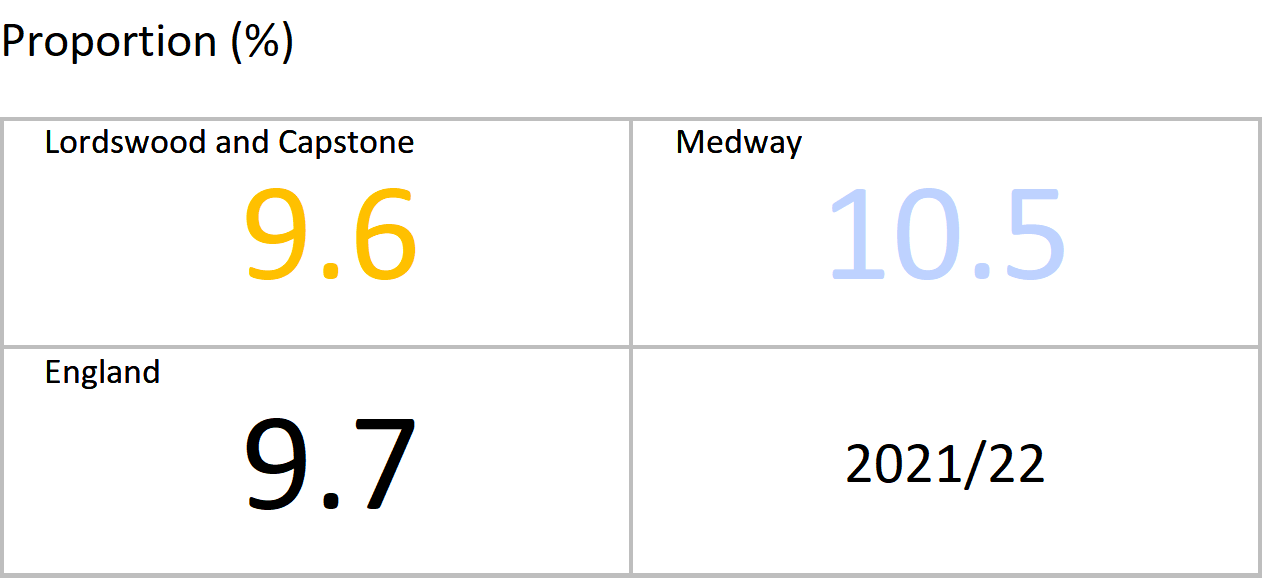 Proportion (%)
Lordswood and Capstone
9.6
Medway
10.5
England
9.7
2021/22